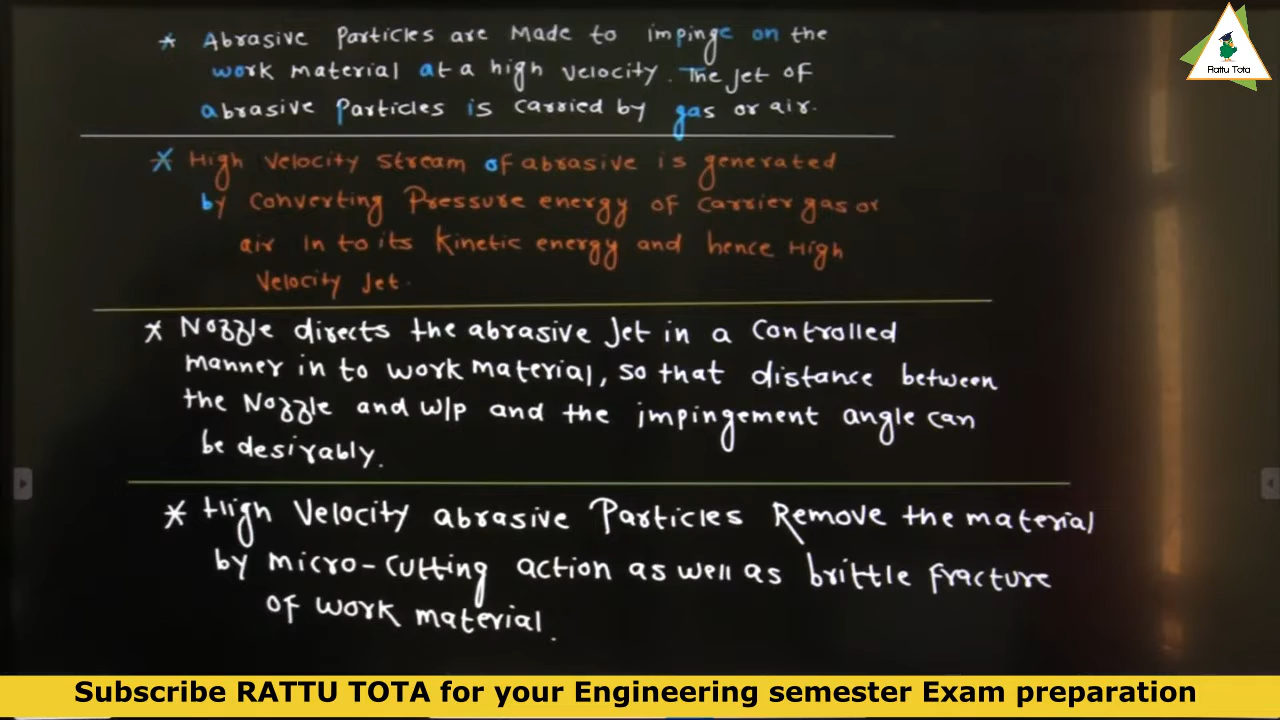 * Abrasive Particles are Made to impinge on the
work material at a high velocity. The jet of
abrasive Particles is carried by gas or air.
* High Velocity stream of abrasive is generated
by converting Pressure energy of carrier gas or
air In to its kinetic energy and hence High
Velocity Jet.
* Nozzle directs the abrasive Jet in a controlled
manner in to work material, so that distance between
the Nozzle and w/p and the impingement angle can
be desirably.
* High Velocity abrasive Particles Remove the material
by micro-cutting action as well as brittle fracture
of work material.
Rattu Tota
Subscribe RATTU TOTA for your Engineering semester Exam preparation